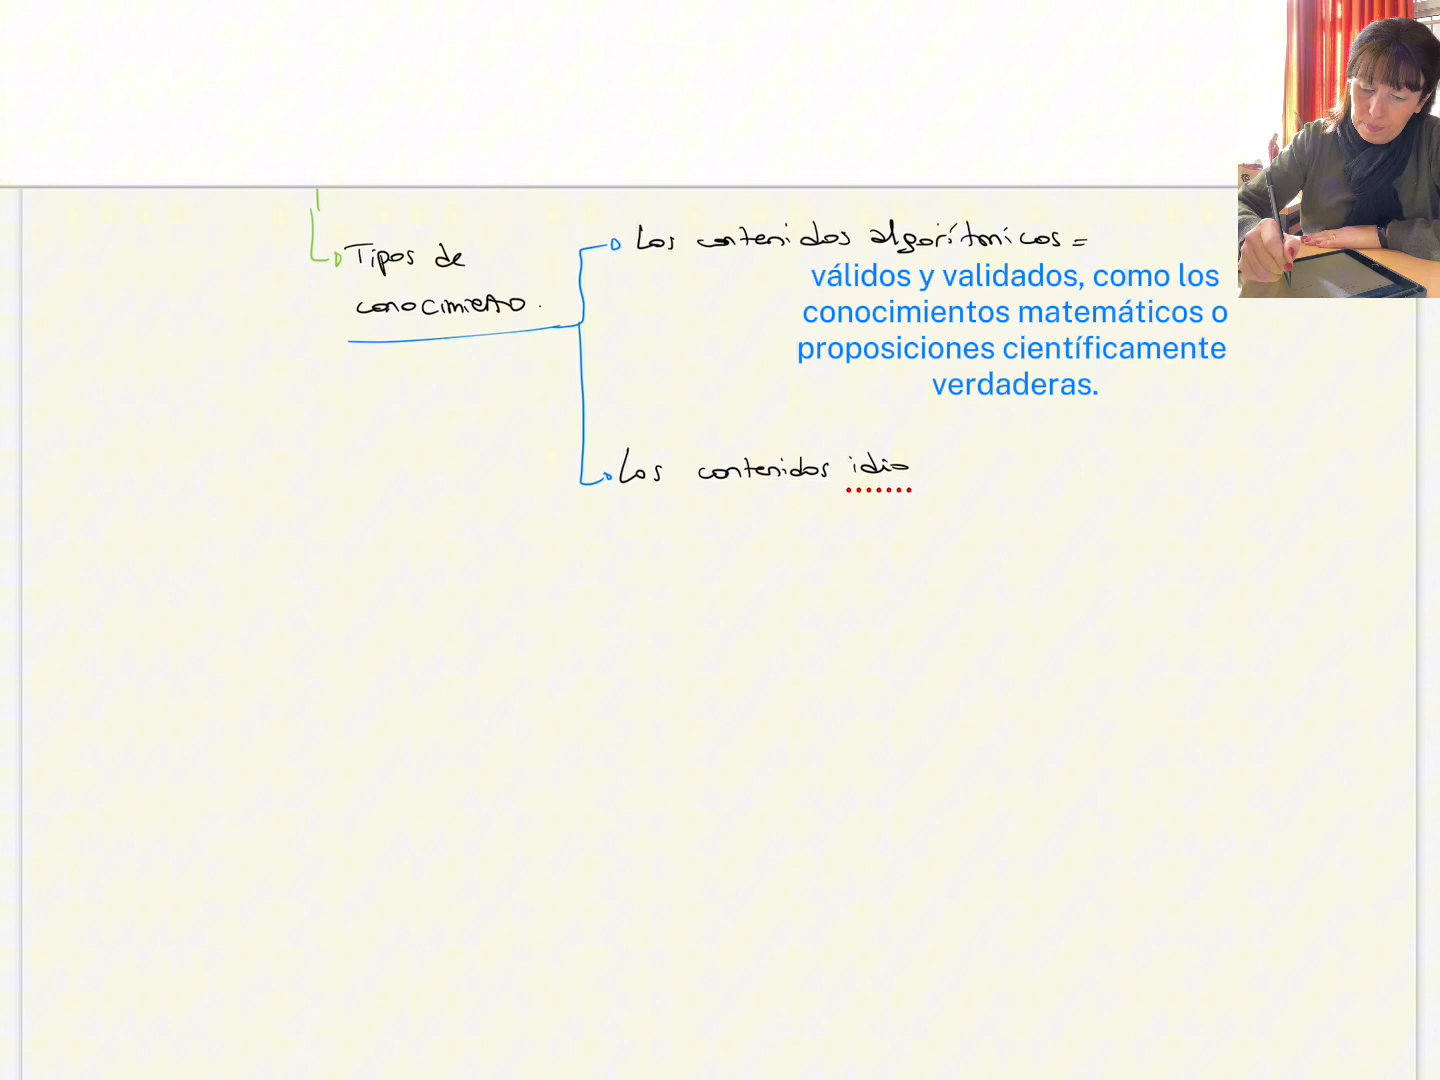 Tipos de
conocimiento.
Los contenidos algorítmicos =
válidos y validados, como los
conocimientos matemáticos o
proposiciones científicamente
verdaderas.
Los contenidos idio